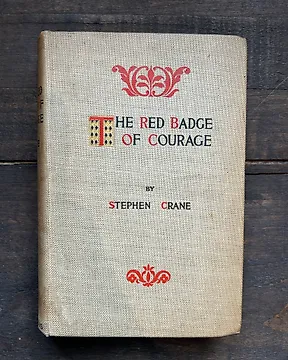 THE RED BADGE
OF COURAGE
BY
STEPHEN CRANE